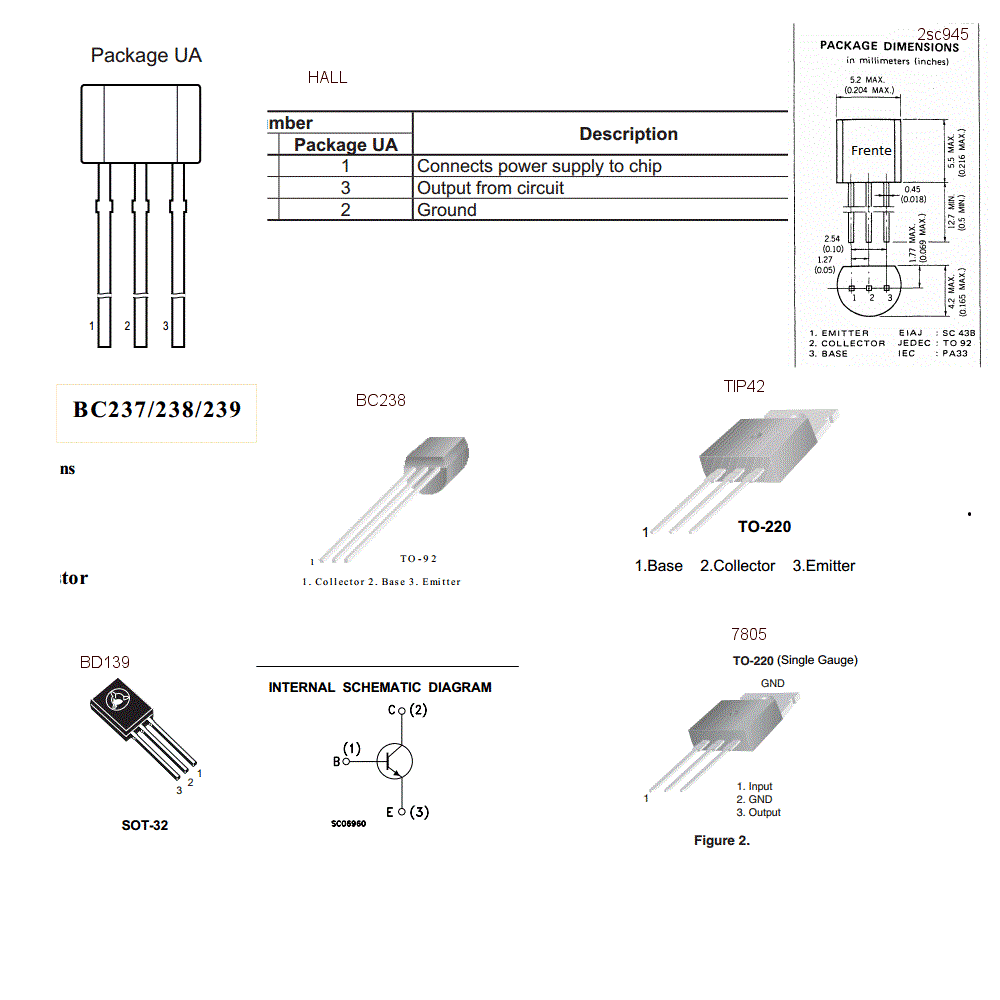 Package UA
1 2 3
HALL
mber
Package UA Description
1 Connects power supply to chip
3 Output from circuit
2 Ground
2sc945
PACKAGE DIMENSIONS
in millimeters (inches)
5.2 MAX.
(0.204 MAX.)
Frente
5.5 MAX.
(0.216 MAX.)
0.45
(0.018)
12.7 MIN.
(0.5 MIN.)
2.54
(0.10)
1.27
(0.05)
1.77 MAX.
(0.069 MAX.)
4.2 MAX.
(0.165 MAX.)
1 2 3
1. EMITTER EIAJ : SC 43B
2. COLLECTOR JEDEC : TO 92
3. BASE IEC : PA33
BC237/238/239
ns
tor
BC238
1
TO-92
1. Collector 2. Base 3. Emitter
TIP42
1
TO-220
1.Base 2.Collector 3.Emitter
BD139
1
2
3
SOT-32
INTERNAL SCHEMATIC DIAGRAM
C (2)
(1)
B
E (3)
SC06960
7805
TO-220 (Single Gauge)
GND
1
1. Input
2. GND
3. Output
Figure 2.